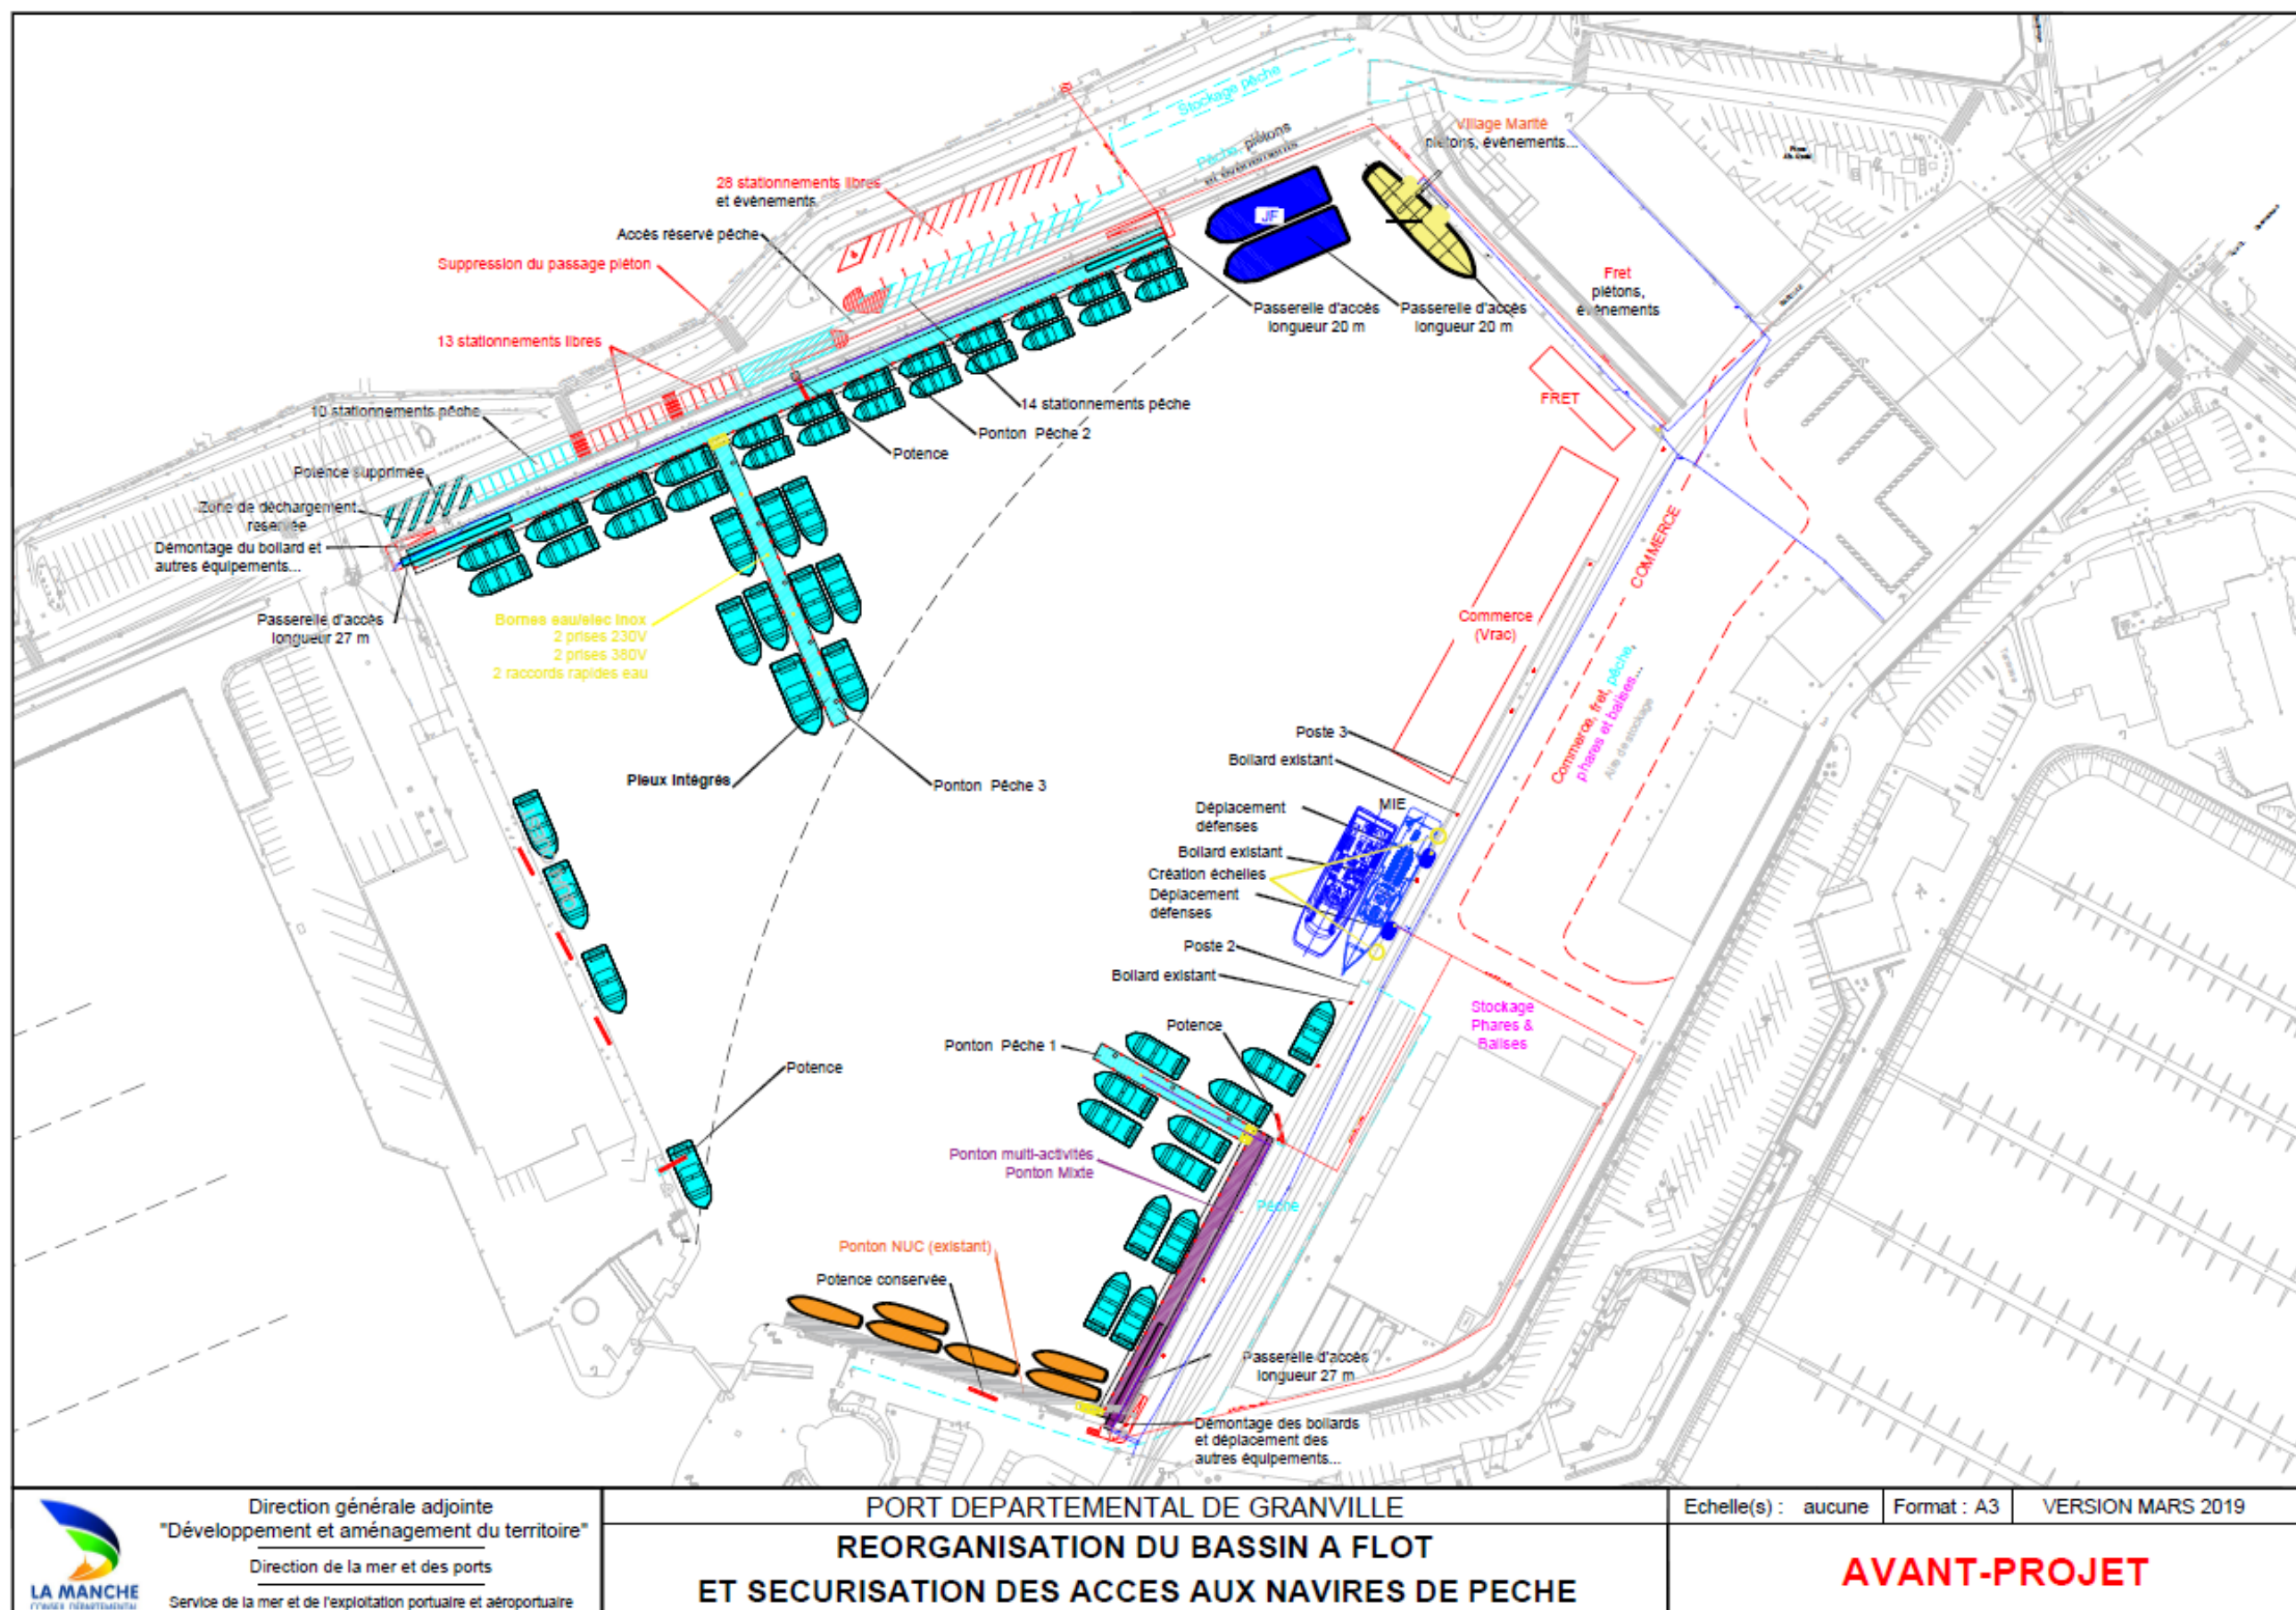 Stockage pêche
Pêche, piétons
Village Marité
piétons, évènements...
28 stationnements libres
et évènements
Accès réservé pêche
Suppression du passage piéton
JF
Fret
piétons,
évènements
Passerelle d'accès
longueur 20 m
Passerelle d'accès
longueur 20 m
13 stationnements libres
FRET
10 stationnements pêche
14 stationnements pêche
Ponton Pêche 2
Potence
Potence supprimée
Zone de déchargement
réservée
Démontage du bollard et
autres équipements...
COMMERCE
Passerelle d'accès
longueur 27 m
Bornes eau/elec Inox
2 prises 230V
2 prises 380V
2 raccords rapides eau
Commerce
(Vrac)
Commerce, fret, pêche,
phares et balises...
Aire de stockage
Poste 3
Bollard existant
Pieux Intégrés
Ponton Pêche 3
MIE
Déplacement
défenses
Bollard existant
Création échelles
Déplacement
défenses
Poste 2
Bollard existant
Stockage
Phares &
Balises
Potence
Ponton Pêche 1
Potence
Ponton multi-activités
Ponton Mixte
Pêche
Ponton NUC (existant)
Potence conservée
Passerelle d'accès
longueur 27 m
Démontage des bollards
et déplacement des
autres équipements...
LA MANCHE
CONSEIL DÉPARTEMENTAL
Direction générale adjointe
"Développement et aménagement du territoire"
Direction de la mer et des ports
Service de la mer et de l'exploitation portuaire et aéroportuaire
PORT DEPARTEMENTAL DE GRANVILLE
REORGANISATION DU BASSIN A FLOT
ET SECURISATION DES ACCES AUX NAVIRES DE PECHE
Echelle(s) : aucune
Format : A3
VERSION MARS 2019
AVANT-PROJET